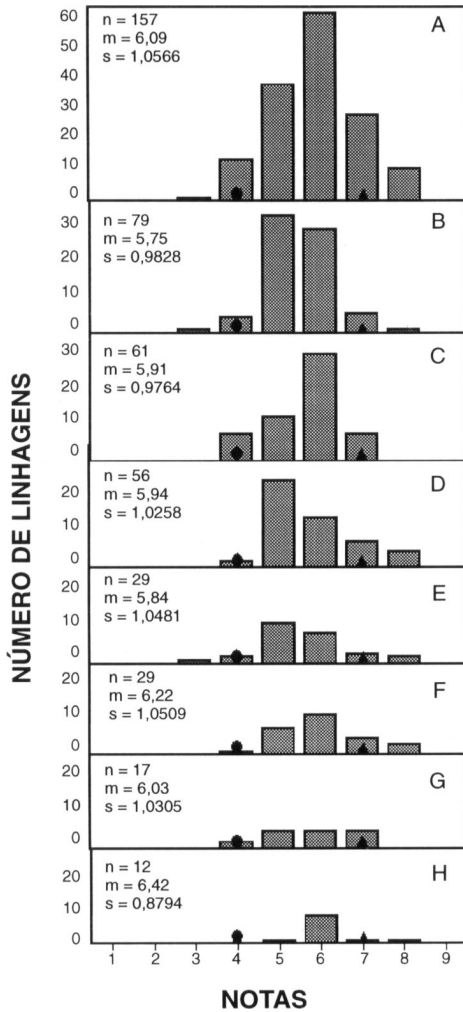 60
50
40
30
20
10
0
n = 157
m = 6,09
s = 1,0566
A
30
20
10
0
n = 79
m = 5,75
s = 0,9828
B
30
20
10
0
n = 61
m = 5,91
s = 0,9764
C
20
10
0
n = 56
m = 5,94
s = 1,0258
D
20
10
0
n = 29
m = 5,84
s = 1,0481
E
20
10
0
n = 29
m = 6,22
s = 1,0509
F
20
10
0
n = 17
m = 6,03
s = 1,0305
G
20
10
0
n = 12
m = 6,42
s = 0,8794
H
NÚMERO DE LINHAGENS
1 2 3 4 5 6 7 8 9
NOTAS